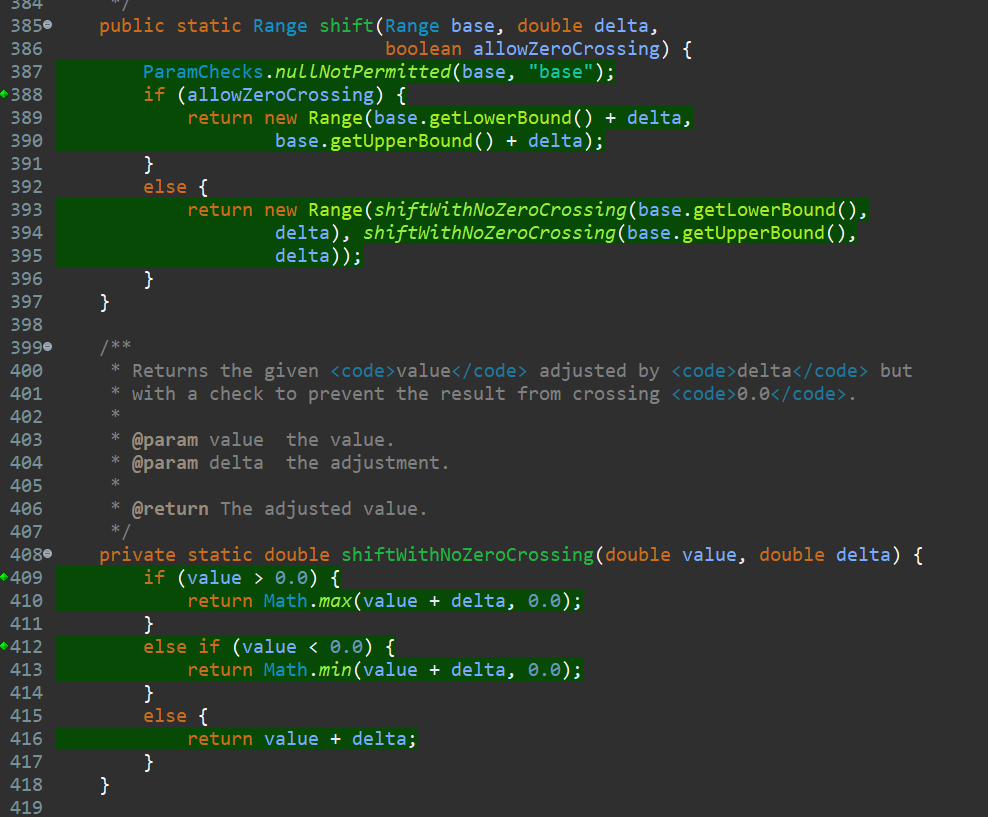 384      */
385    public static Range shift(Range base, double delta,
386                              boolean allowZeroCrossing) {
387        ParamChecks.nullNotPermitted(base, "base");
388        if (allowZeroCrossing) {
389            return new Range(base.getLowerBound() + delta,
390                    base.getUpperBound() + delta);
391        }
392        else {
393            return new Range(shiftWithNoZeroCrossing(base.getLowerBound(),
394                    delta), shiftWithNoZeroCrossing(base.getUpperBound(),
395                    delta));
396        }
397    }
398
399    /**
400     * Returns the given <code>value</code> adjusted by <code>delta</code> but
401     * with a check to prevent the result from crossing <code>0.0</code>.
402     *
403     * @param value  the value.
404     * @param delta  the adjustment.
405     *
406     * @return The adjusted value.
407     */
408    private static double shiftWithNoZeroCrossing(double value, double delta) {
409        if (value > 0.0) {
410            return Math.max(value + delta, 0.0);
411        }
412        else if (value < 0.0) {
413            return Math.min(value + delta, 0.0);
414        }
415        else {
416            return value + delta;
417        }
418    }
419